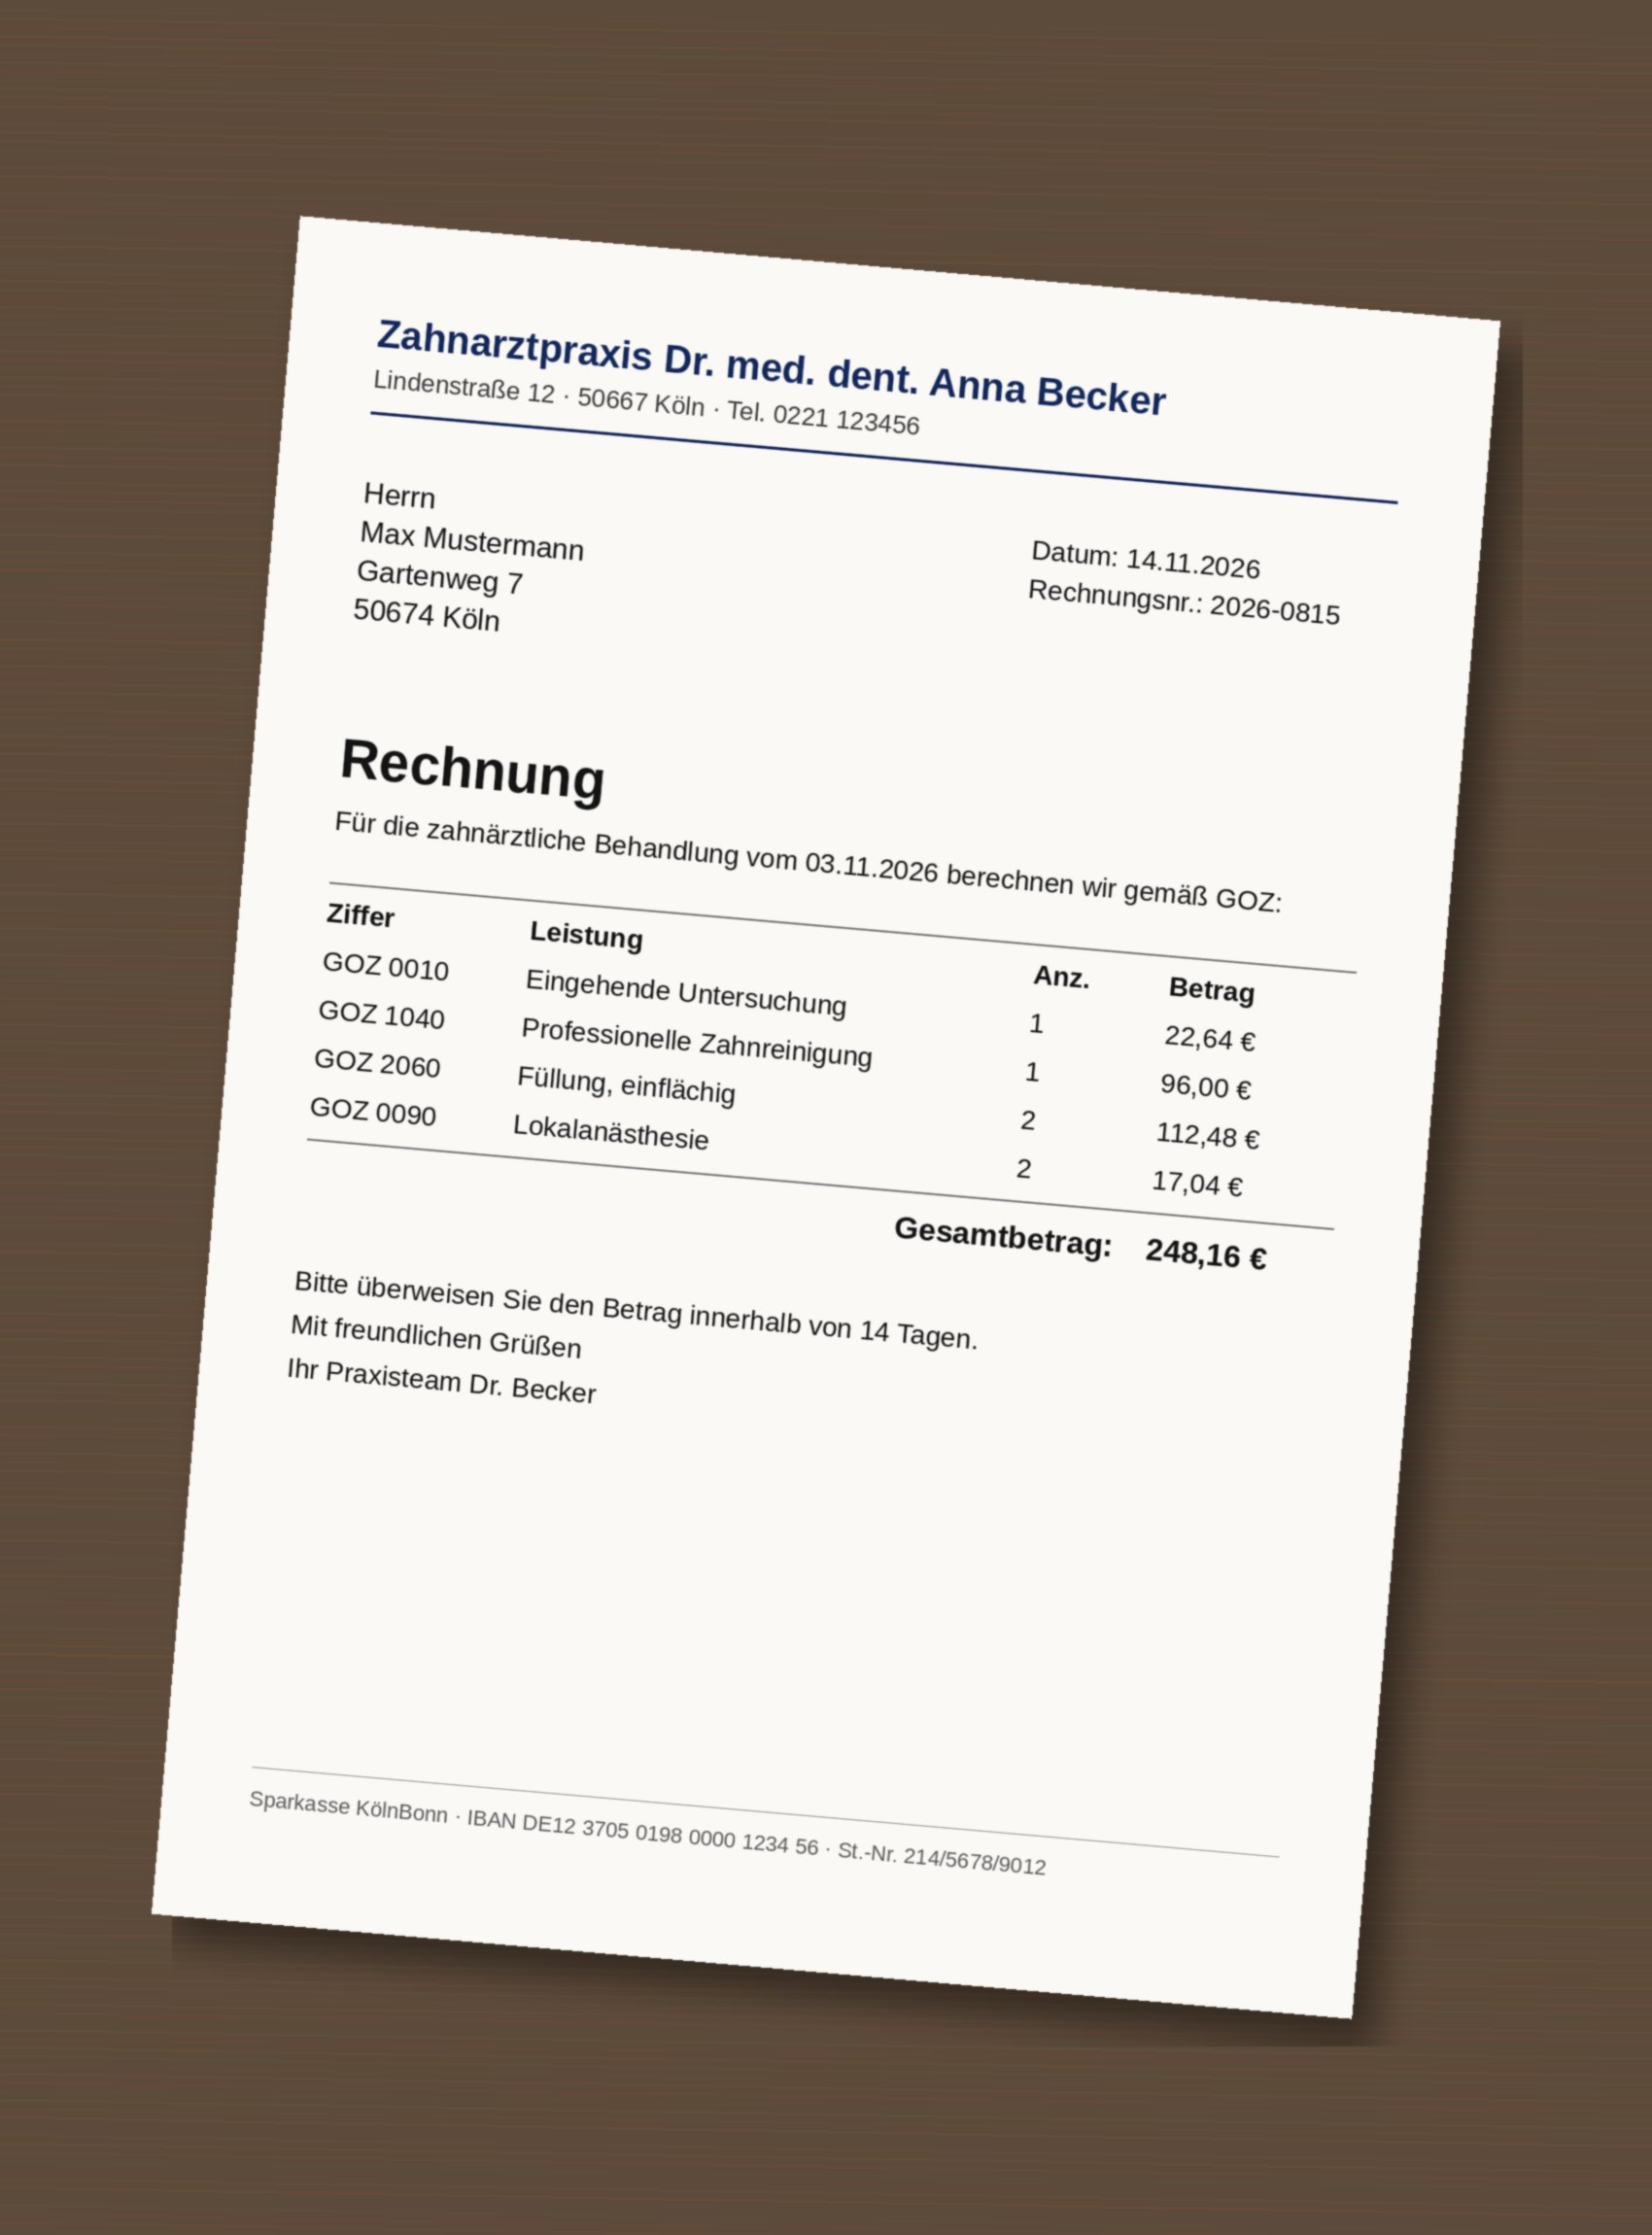 Zahnarztpraxis Dr. med. dent. Anna Becker
Lindenstraße 12 · 50667 Köln · Tel. 0221 123456
Herrn
Max Mustermann
Gartenweg 7
50674 Köln
Datum: 14.11.2026
Rechnungsnr.: 2026-0815
Rechnung
Für die zahnärztliche Behandlung vom 03.11.2026 berechnen wir gemäß GOZ:
Ziffer Leistung Anz. Betrag
GOZ 0010 Eingehende Untersuchung 1 22,64 €
GOZ 1040 Professionelle Zahnreinigung 1 96,00 €
GOZ 2060 Füllung, einflächig 2 112,48 €
GOZ 0090 Lokalanästhesie 2 17,04 €
Gesamtbetrag: 248,16 €
Bitte überweisen Sie den Betrag innerhalb von 14 Tagen.
Mit freundlichen Grüßen
Ihr Praxisteam Dr. Becker
Sparkasse KölnBonn · IBAN DE12 3705 0198 0000 1234 56 · St.-Nr. 214/5678/9012